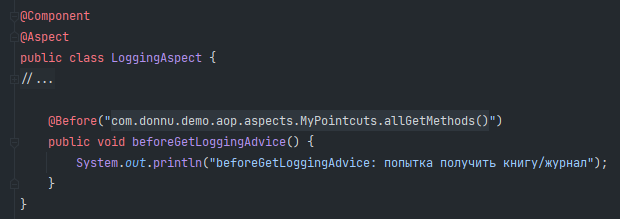 @Component
@Aspect
public class LoggingAspect {
//...
@Before("com.donnu.demo.aop.aspects.MyPointcuts.allGetMethods()")
public void beforeGetLoggingAdvice() {
System.out.println("beforeGetLoggingAdvice: попытка получить книгу/журнал");
}
}